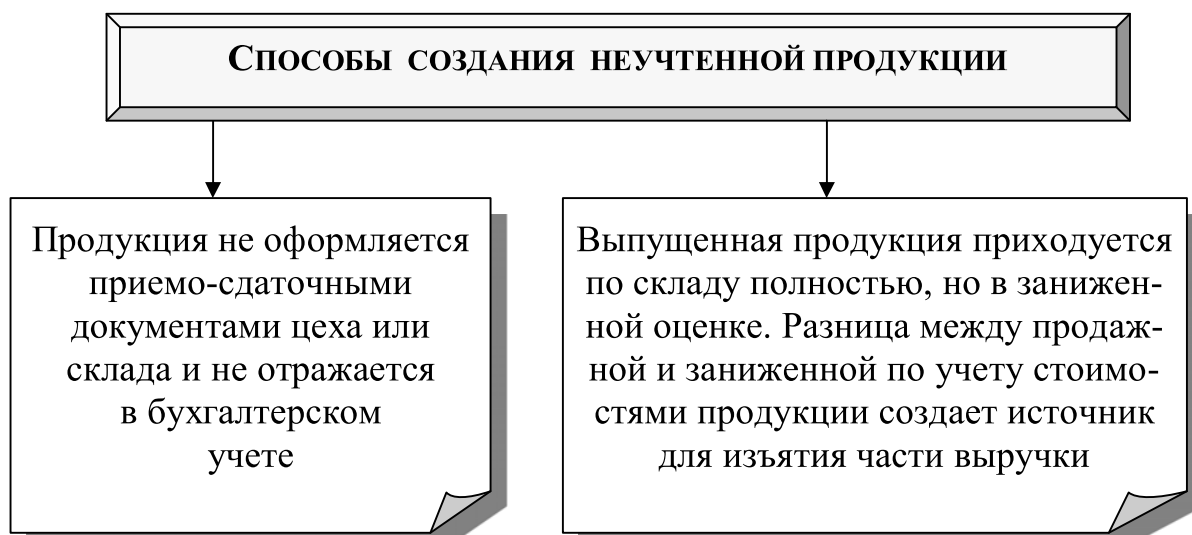 СПОСОБЫ СОЗДАНИЯ НЕУЧТЕННОЙ ПРОДУКЦИИ
Продукция не оформляется
приемо-сдаточными
документами цеха или
склада и не отражается
в бухгалтерском
учете
Выпущенная продукция приходуется
по складу полностью, но в занижен-
ной оценке. Разница между продаж-
ной и заниженной по учету стоимо-
стями продукции создает источник
для изъятия части выручки